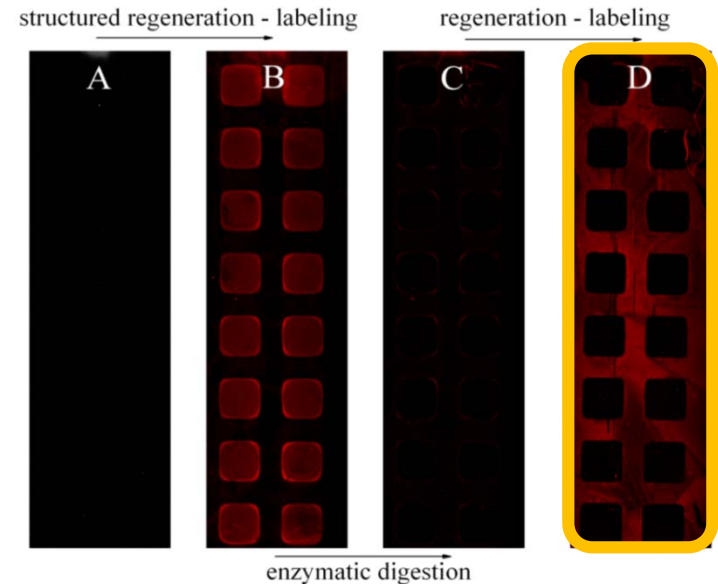 structured regeneration - labeling
regeneration - labeling
A
B
C
D
enzymatic digestion